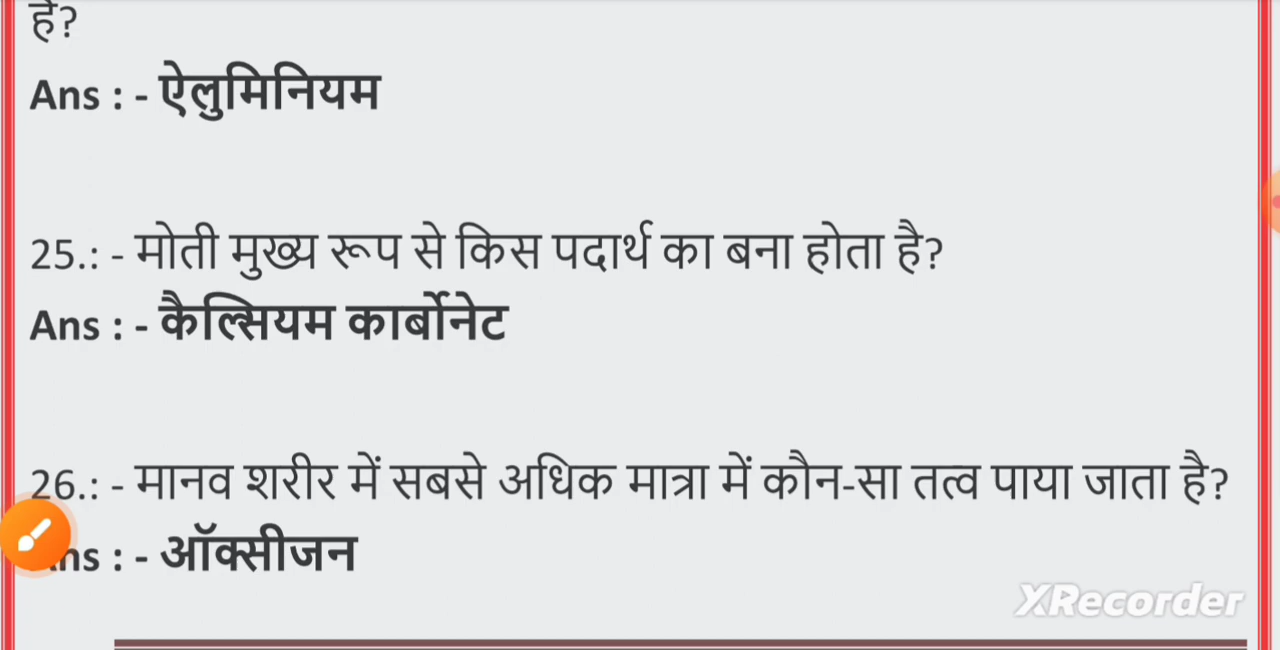 है?
Ans : - ऐलुमिनियम
25.: - मोती मुख्य रूप से किस पदार्थ का बना होता है?
Ans : - कैल्सियम कार्बोनेट
26.: - मानव शरीर में सबसे अधिक मात्रा में कौन-सा तत्व पाया जाता है?
ns : - ऑक्सीजन
XRecorder